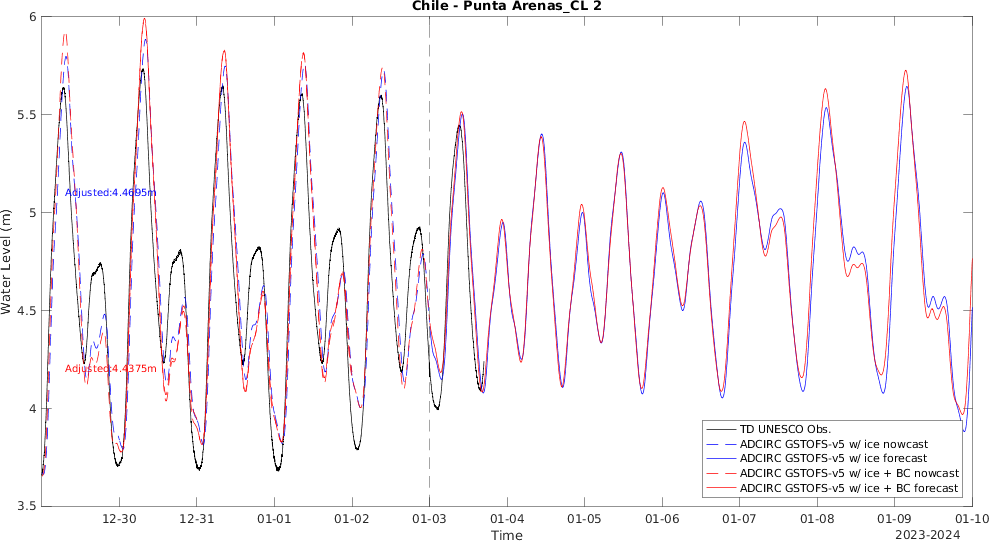 Chile - Punta Arenas_CL 2
6
5.5
5
4.5
4
3.5
Water Level (m)
Adjusted:4.4695m
Adjusted:4.4375m
TD UNESCO Obs.
ADCIRC GSTOFS-v5 w/ ice nowcast
ADCIRC GSTOFS-v5 w/ ice forecast
ADCIRC GSTOFS-v5 w/ ice + BC nowcast
ADCIRC GSTOFS-v5 w/ ice + BC forecast
12-30 12-31 01-01 01-02 01-03 01-04 01-05 01-06 01-07 01-08 01-09 01-10
Time
2023-2024